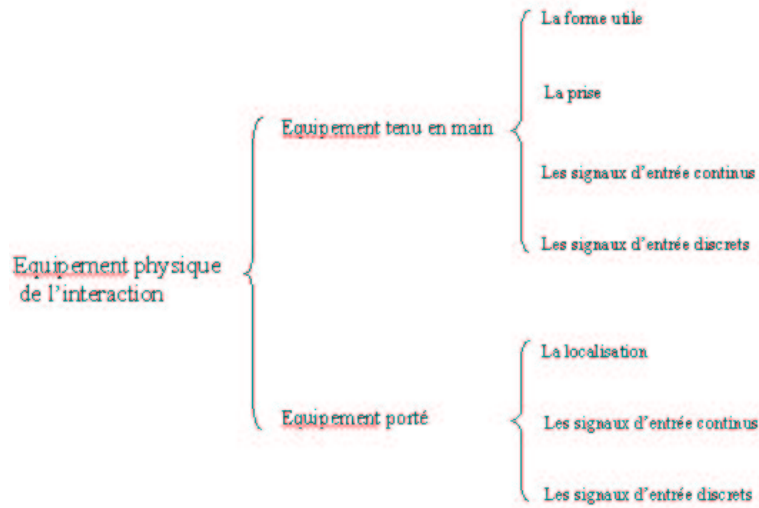 La forme utile
La prise
Equipement tenu en main
Les signaux d'entrée continus
Les signaux d'entrée discrets
Equipement physique
de l'interaction
La localisation
Equipement porté
Les signaux d'entrée continus
Les signaux d'entrée discrets